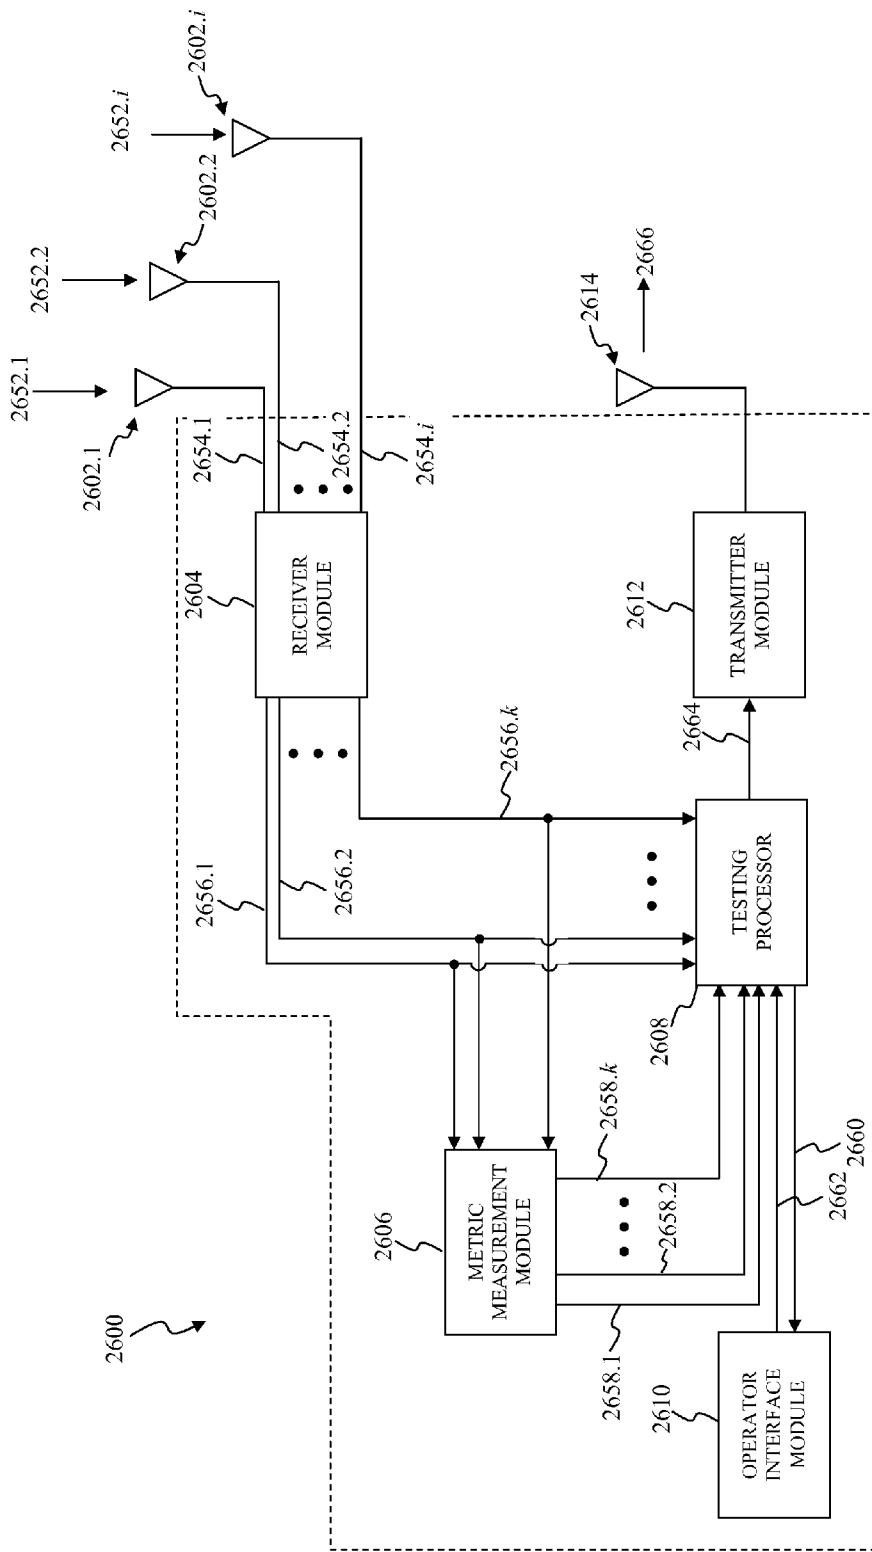 2600
2652.1
2652.2
2652.i
2602.1
2602.2
2602.i
2654.1
2654.2
2654.i
2604
RECEIVER
MODULE
2656.1
2656.2
2656.k
2606
METRIC
MEASUREMENT
MODULE
2658.1
2658.2
2658.k
2608
TESTING
PROCESSOR
2610
OPERATOR
INTERFACE
MODULE
2662
2660
2664
2612
TRANSMITTER
MODULE
2614
2666